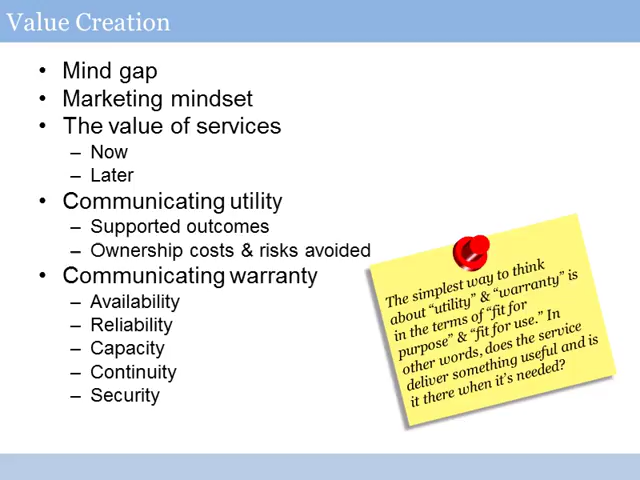 Value Creation
• Mind gap
• Marketing mindset
• The value of services
– Now
– Later
• Communicating utility
– Supported outcomes
– Ownership costs & risks avoided
• Communicating warranty
– Availability
– Reliability
– Capacity
– Continuity
– Security
The simplest way to think
about “utility” & “warranty” is
in the terms of “fit for
purpose” & “fit for use.” In
other words, does the service
deliver something useful and is
it there when it’s needed?